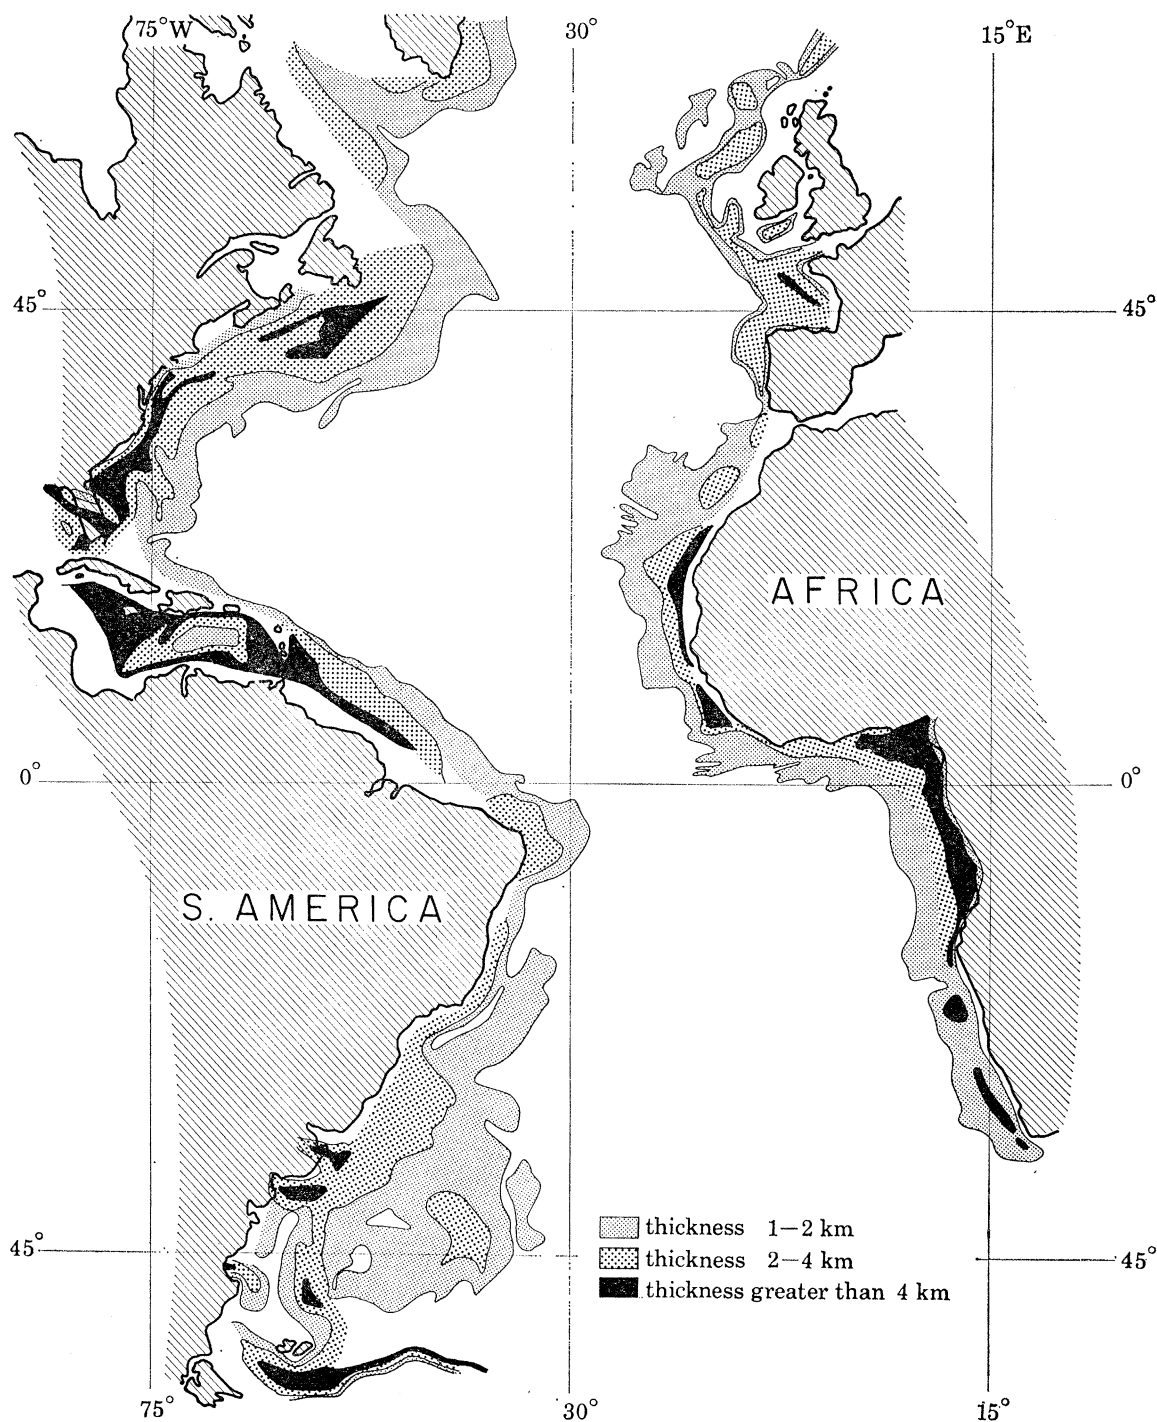 75°W 30° 15°E
45° 45°
AFRICA
0° 0°
S. AMERICA
thickness 1—2 km
45° thickness 2—4 km 45°
thickness greater than 4 km
75° 30° 15°